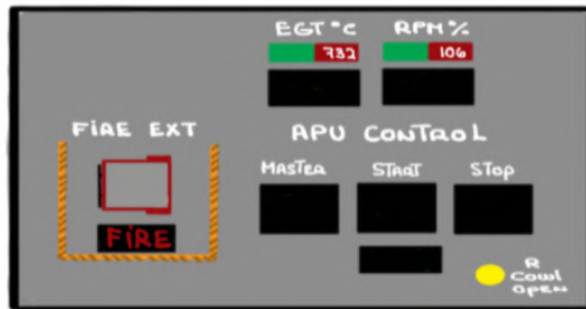 EGT °C RPM %
732 106
FIRE EXT APU CONTROL
MASTER START STOP
FIRE
R
Cowl
OPEN